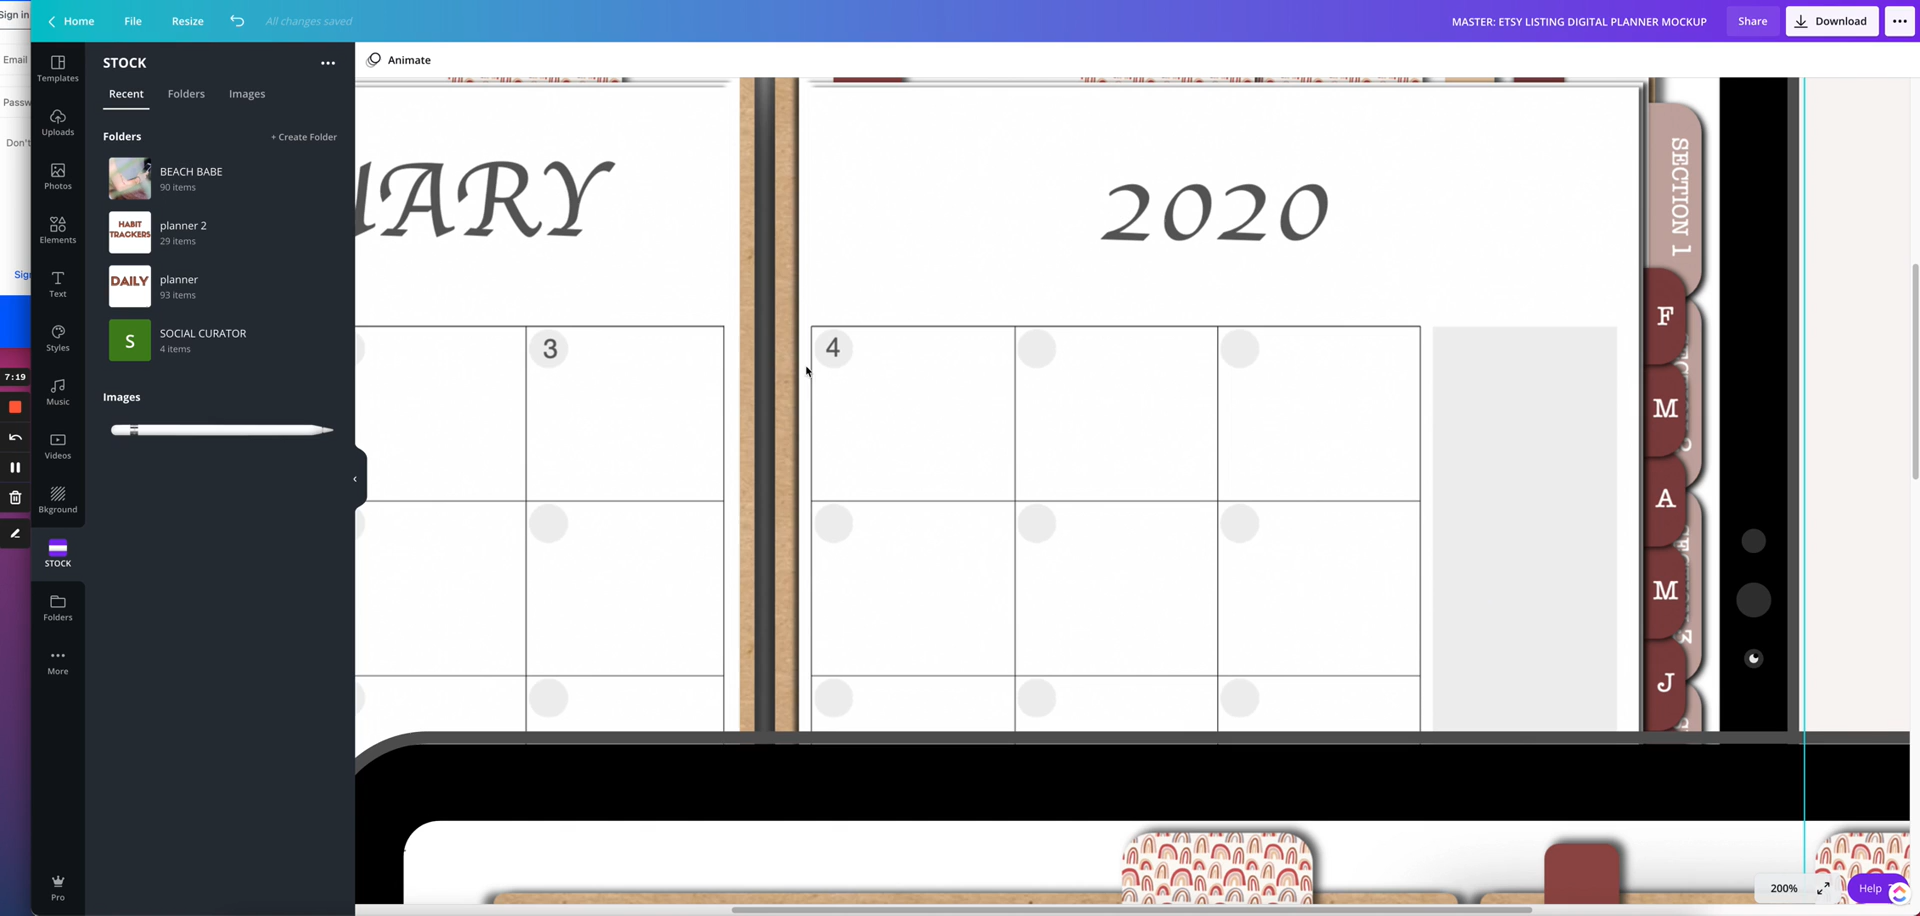 Sign in
Home
File
Resize
All changes saved
MASTER: ETSY LISTING DIGITAL PLANNER MOCKUP
Share
Download
Email
Passw
Don't
Sign
7:19
Templates
Uploads
Photos
Elements
Text
Styles
Music
Videos
Bkground
STOCK
Folders
More
Pro
STOCK
Recent
Folders
Images
Folders
+ Create Folder
BEACH BABE
90 items
HABIT
TRACKERS
planner 2
29 items
DAILY
planner
93 items
S
SOCIAL CURATOR
4 items
Images
Animate
UARY
2020
3
4
SECTION 1
F
M
A
M
J
200%
Help